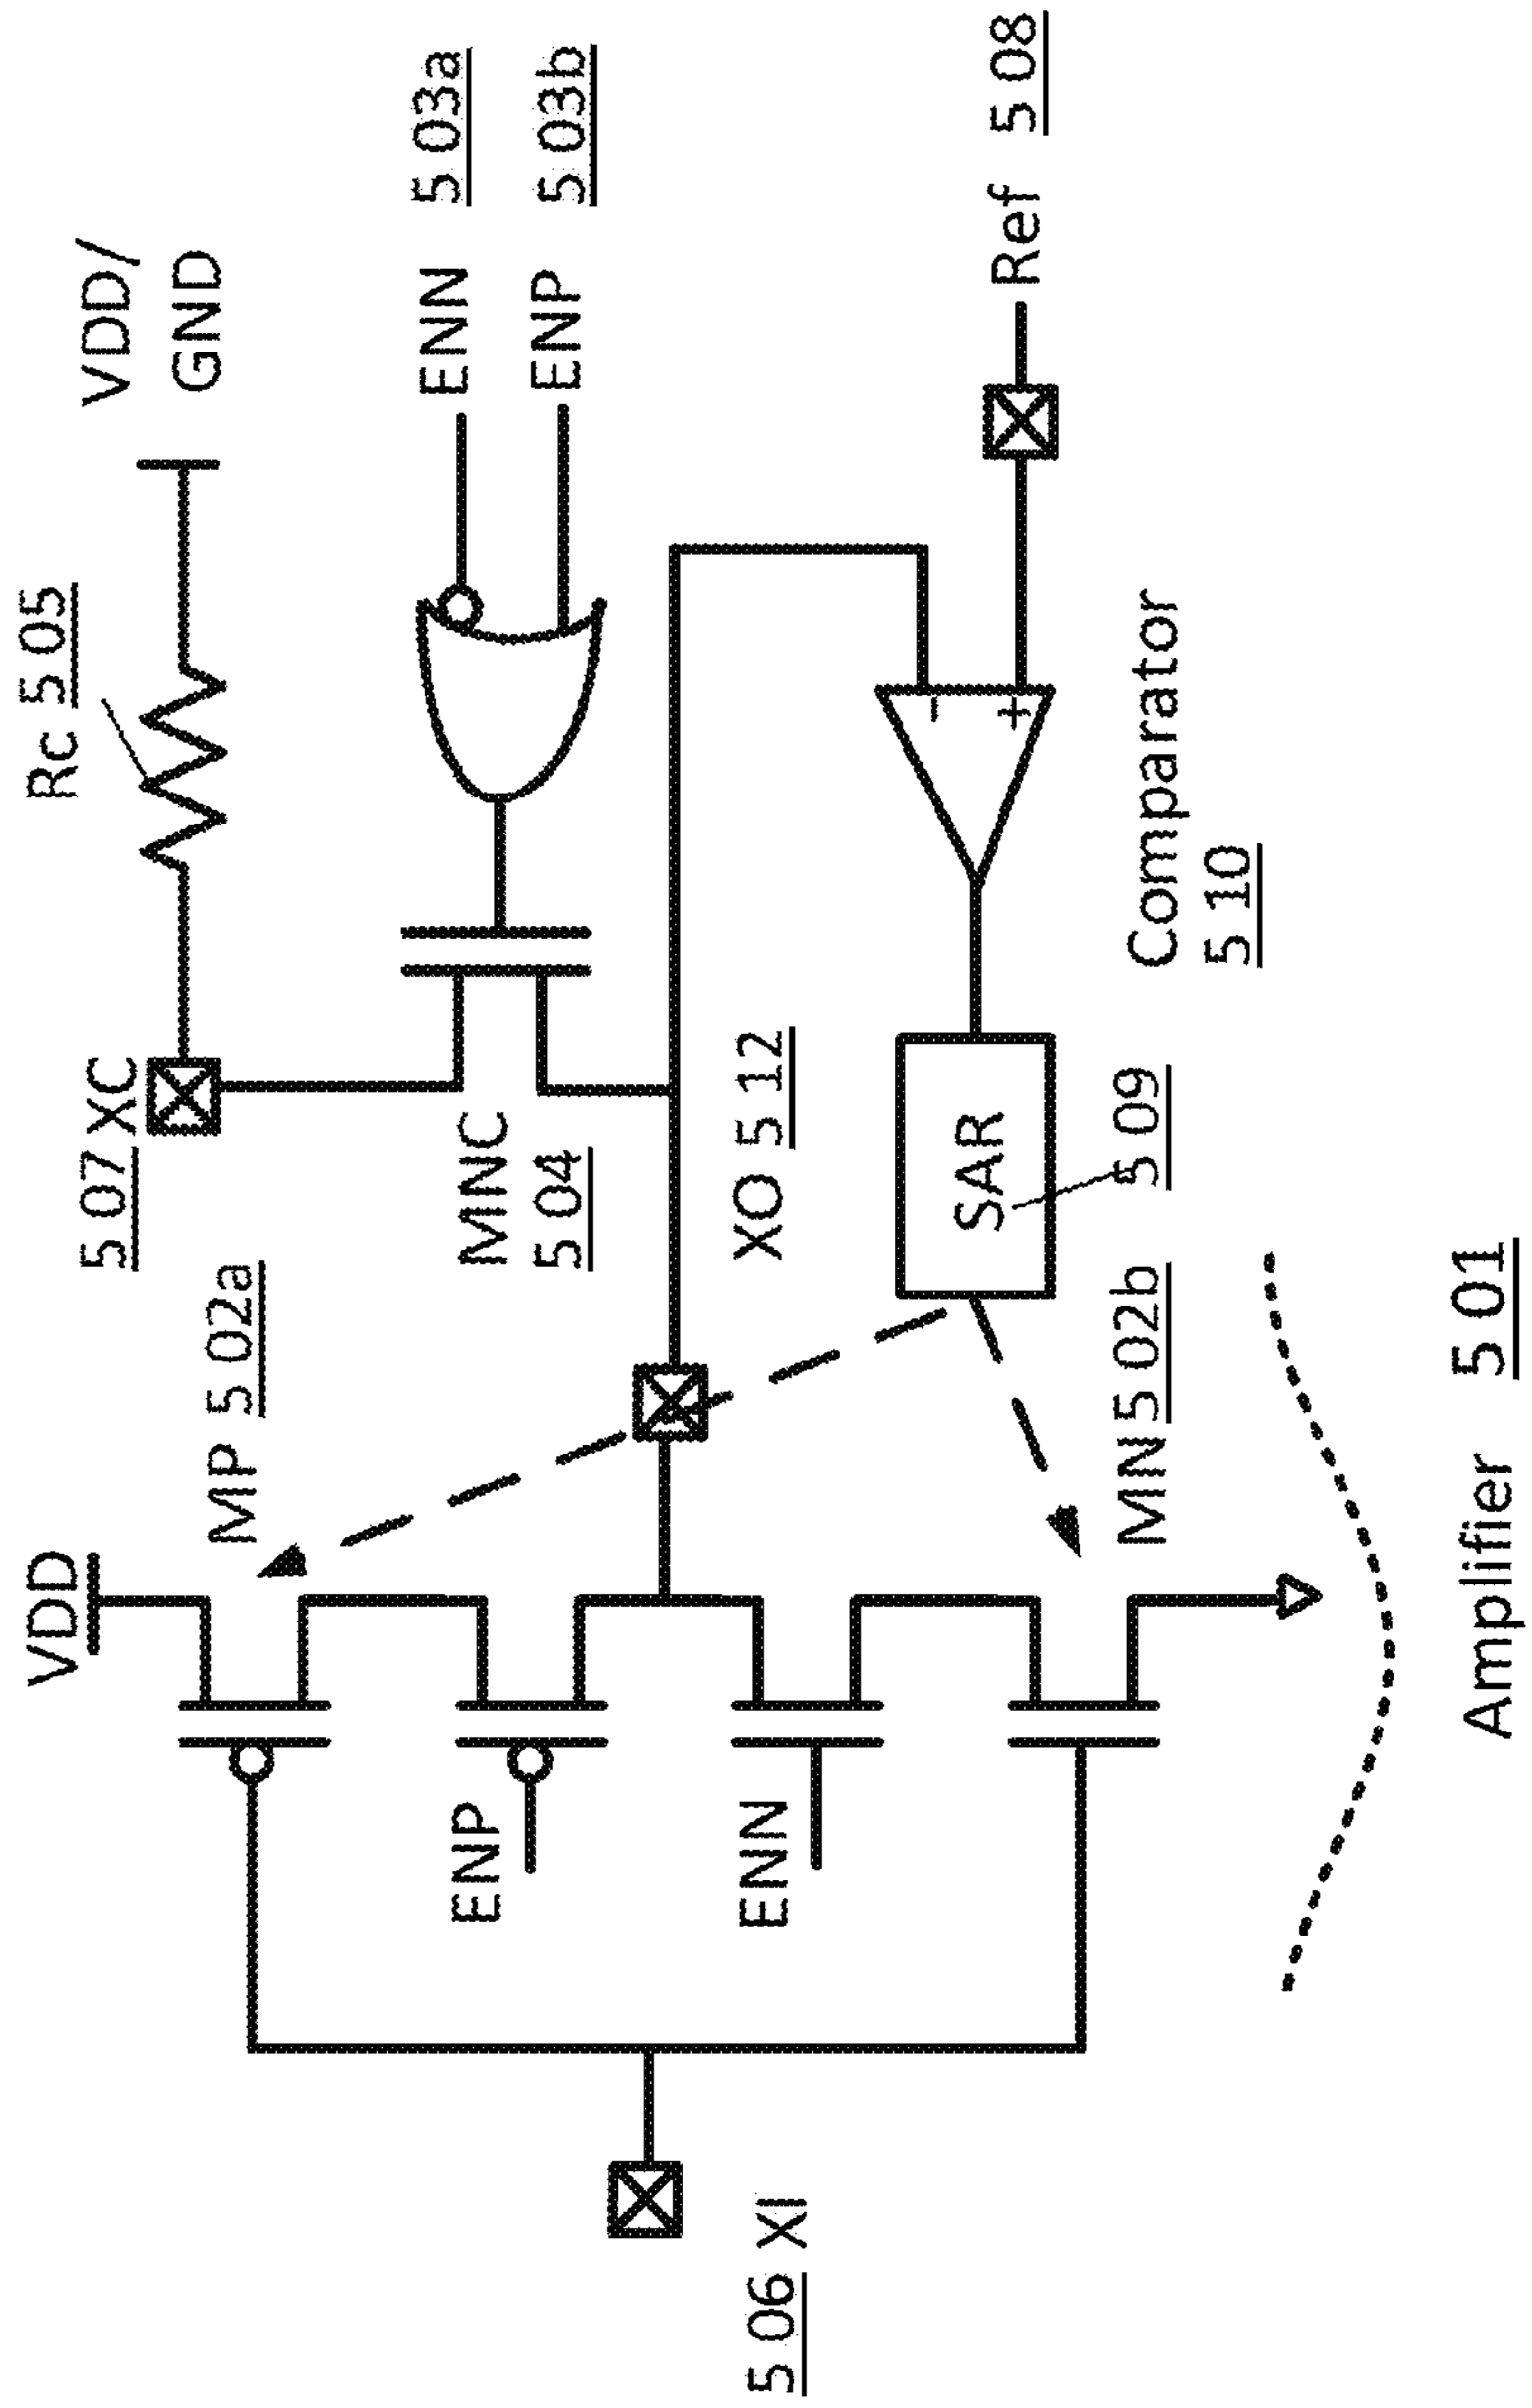 VDD
MP 5 02a
5 07 XC
Rc 5 05
VDD/
GND
ENP
MNC
5 04
ENN 5 03a
ENP 5 03b
5 06 XI
ENN
XO 5 12
SAR
5 09
MN 5 02b
Comparator
5 10
-
+
Ref 5 08
Amplifier 5 01